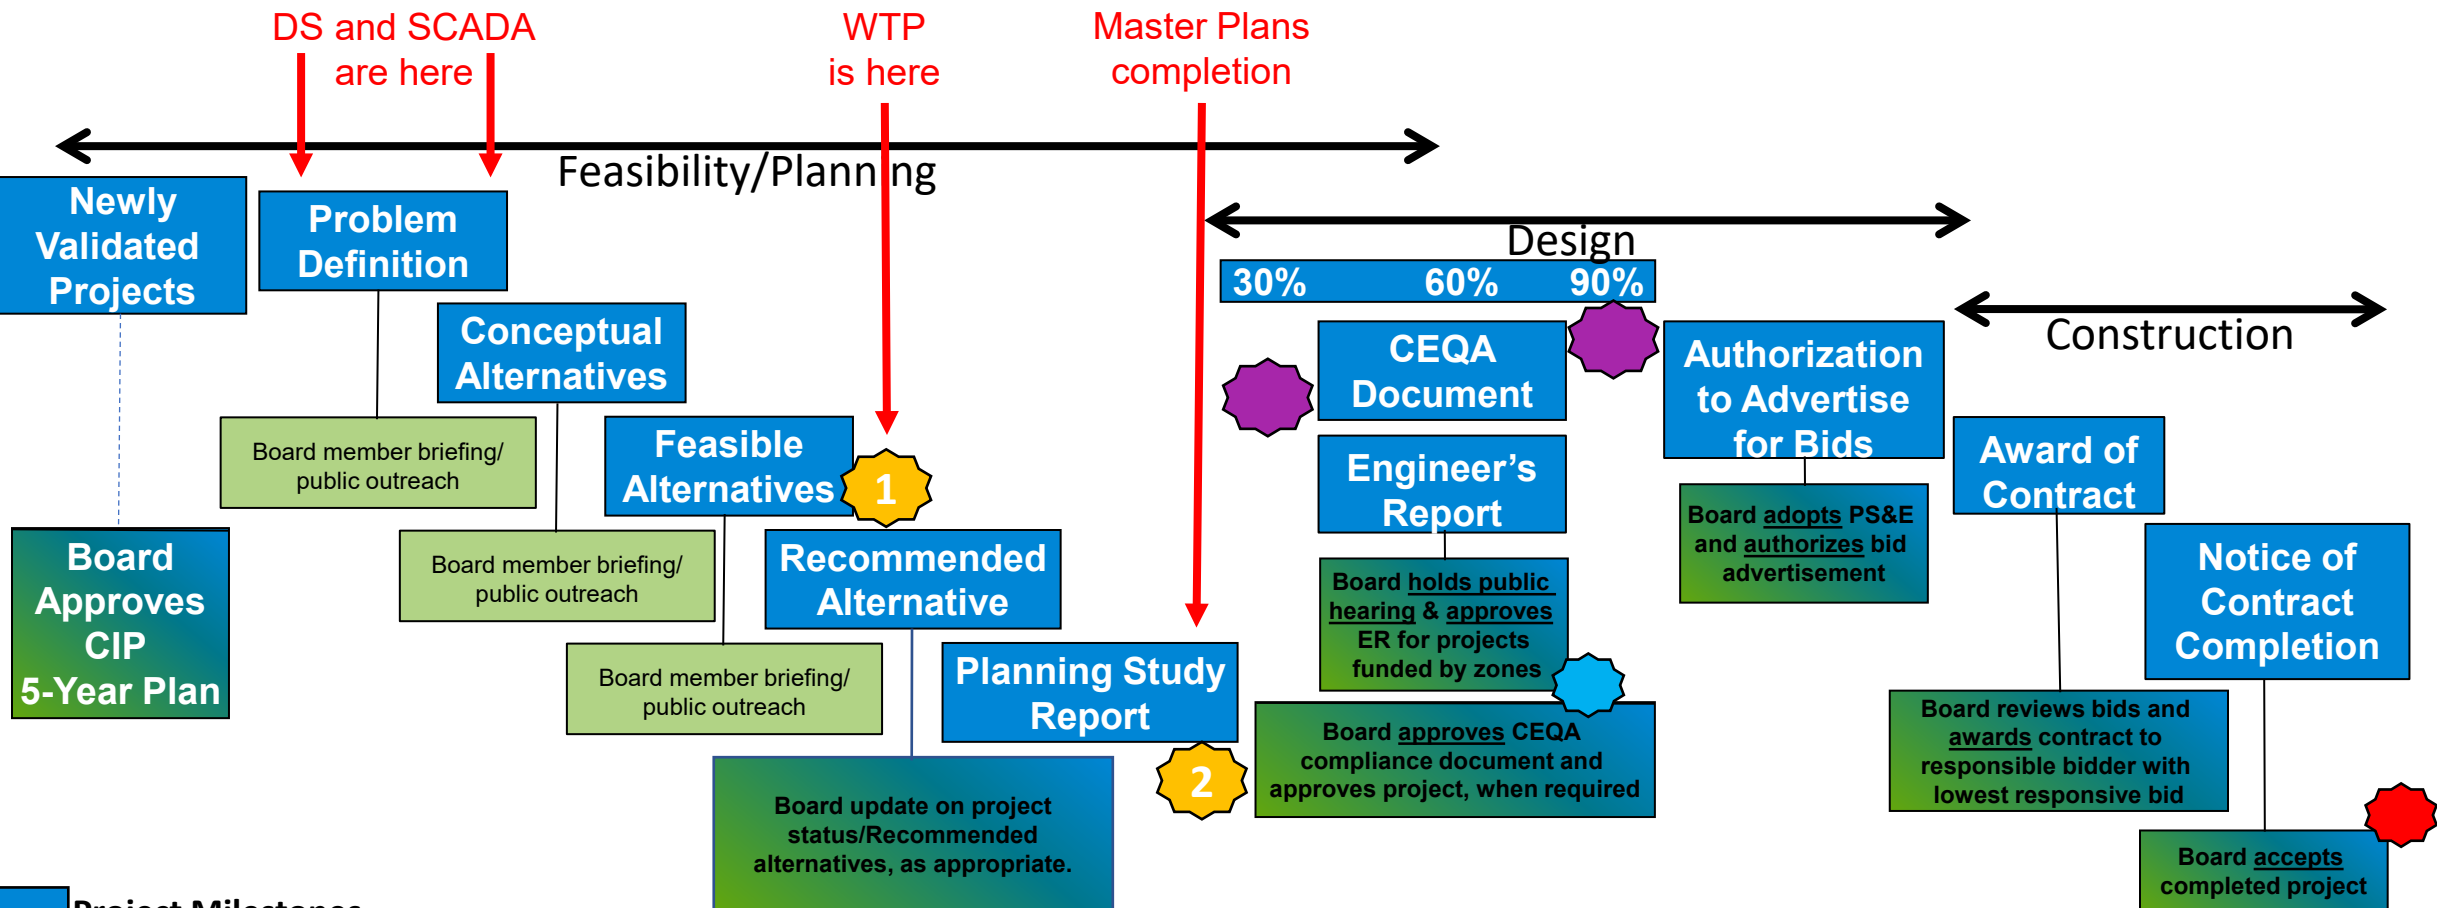 DS and SCADA
are here
WTP
is here
Master Plans
completion
Feasibility/Planning
Design
Construction
30% 60% 90%
Newly
Validated
Projects
Problem
Definition
Conceptual
Alternatives
Feasible
Alternatives
1
Recommended
Alternative
Planning Study
Report
2
CEQA
Document
Engineer’s
Report
Authorization
to Advertise
for Bids
Award of
Contract
Notice of
Contract
Completion
Board
Approves
CIP
5-Year Plan
Board member briefing/
public outreach
Board member briefing/
public outreach
Board member briefing/
public outreach
Board update on project
status/Recommended
alternatives, as appropriate.
Board holds public
hearing & approves
ER for projects
funded by zones
Board approves CEQA
compliance document and
approves project, when required
Board adopts PS&E
and authorizes bid
advertisement
Board reviews bids and
awards contract to
responsible bidder with
lowest responsive bid
Board accepts
completed project
Project Milestones